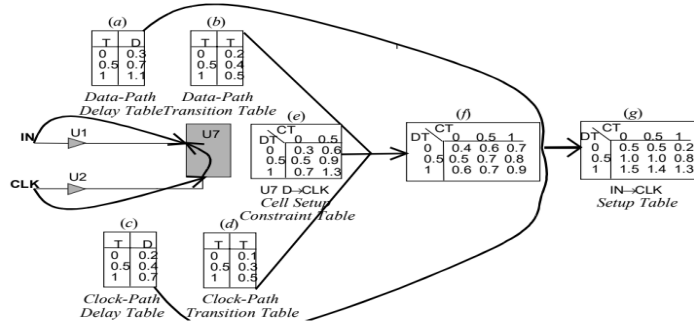 (a)
T D
0 0.3
0.5 0.7
1 1.1
Data-Path
Delay Table
(b)
T T
0 0.2
0.5 0.4
1 0.5
Data-Path
Transition Table
IN
U1
U7
CLK
U2
(e)
CT
DT 0 0.5
0 0.3 0.6
0.5 0.5 0.9
1 0.7 1.3
U7 D→CLK
Cell Setup
Constraint Table
(f)
CT
DT 0 0.5 1
0 0.4 0.6 0.7
0.5 0.5 0.7 0.8
1 0.6 0.7 0.9
(g)
CT
DT 0 0.5 1
0 0.5 0.5 0.2
0.5 1.0 1.0 0.8
1 1.5 1.4 1.3
IN→CLK
Setup Table
(c)
T D
0 0.2
0.5 0.4
1 0.7
Clock-Path
Delay Table
(d)
T T
0 0.1
0.5 0.3
1 0.5
Clock-Path
Transition Table